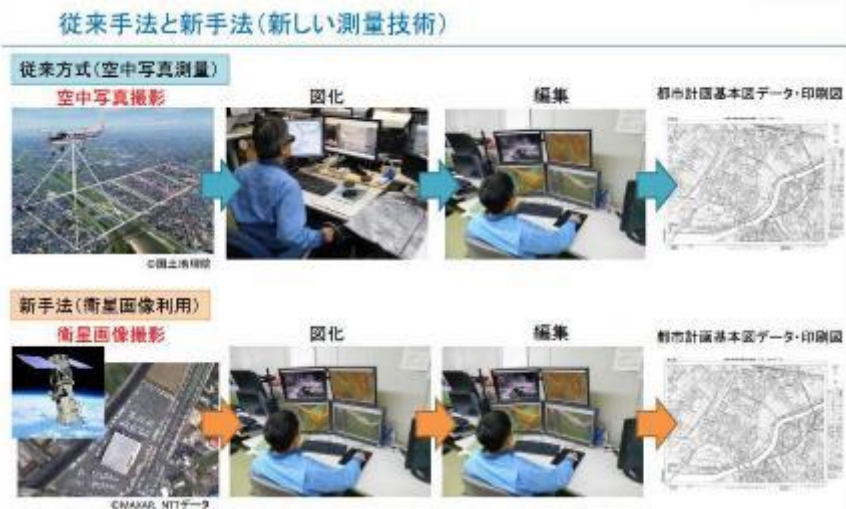 従来手法と新手法(新しい測量技術)
従来方式(空中写真測量)
空中写真撮影
図化
編集
都市計画基本図データ・印刷図
©国土地理院
新手法(衛星画像利用)
衛星画像撮影
図化
編集
都市計画基本図データ・印刷図
©MAXAR, NTTデータ